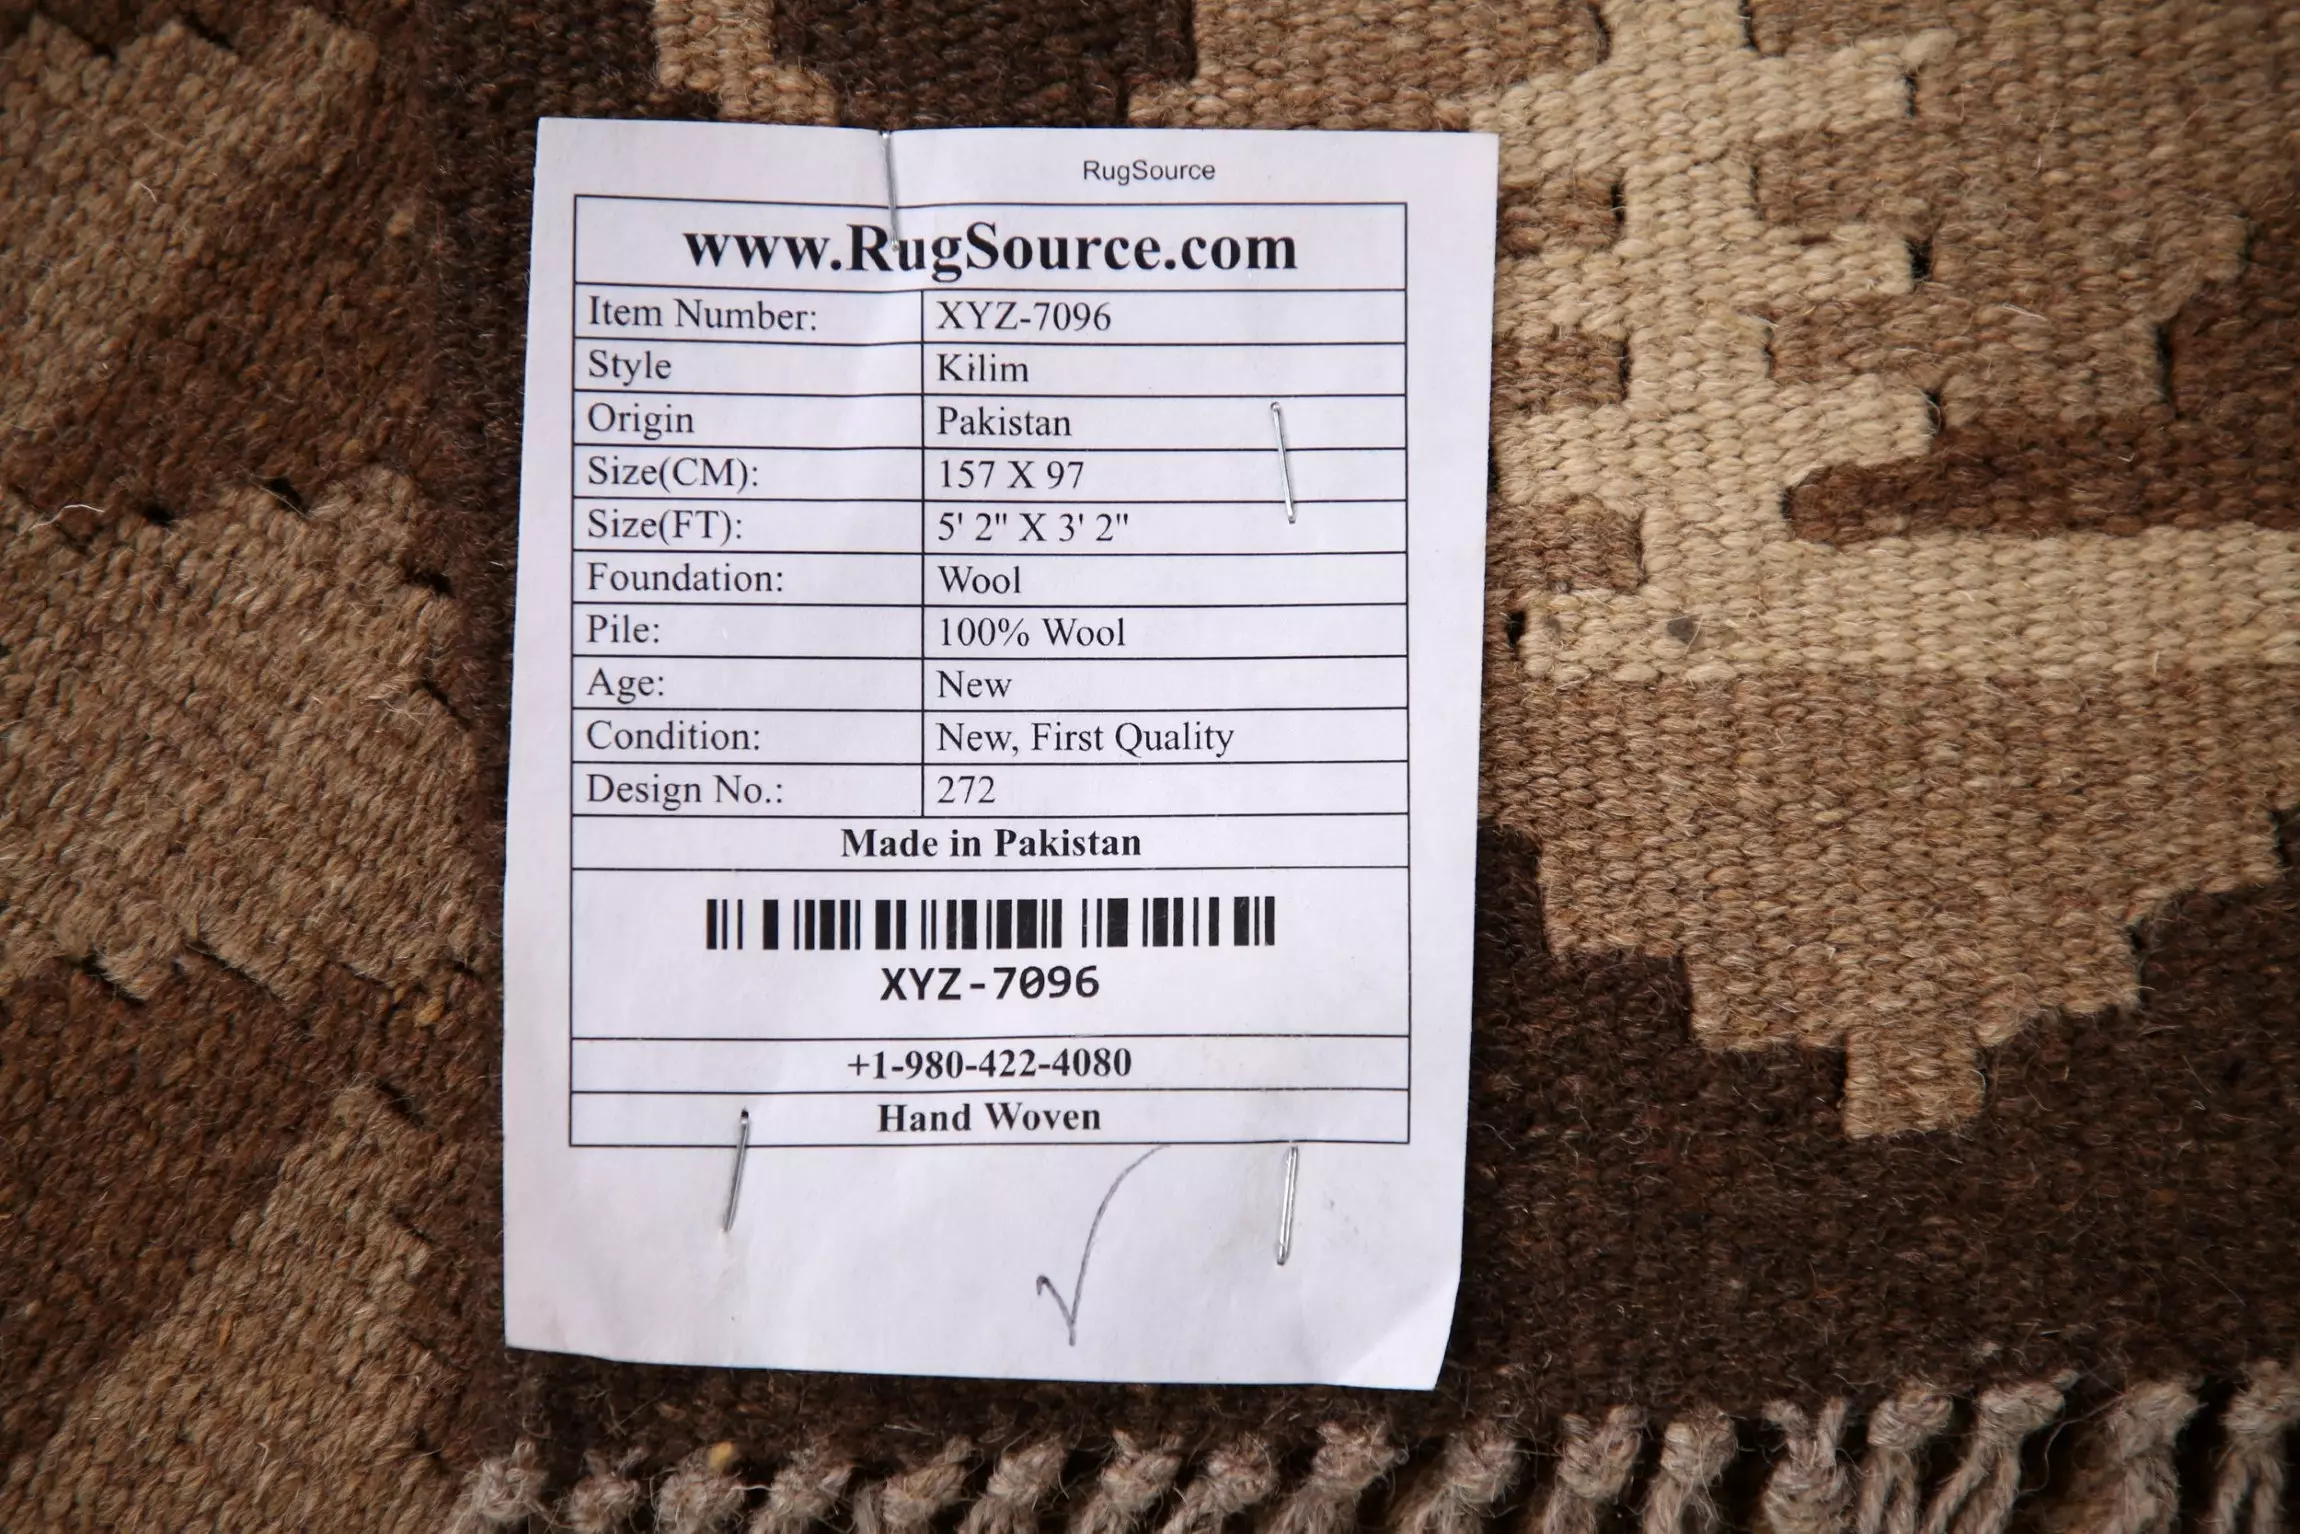 RugSource
www.RugSource.com
Item Number: XYZ-7096
Style Kilim
Origin Pakistan
Size(CM): 157 X 97
Size(FT): 5' 2" X 3' 2"
Foundation: Wool
Pile: 100% Wool
Age: New
Condition: New, First Quality
Design No.: 272
Made in Pakistan
XYZ-7096
+1-980-422-4080
Hand Woven